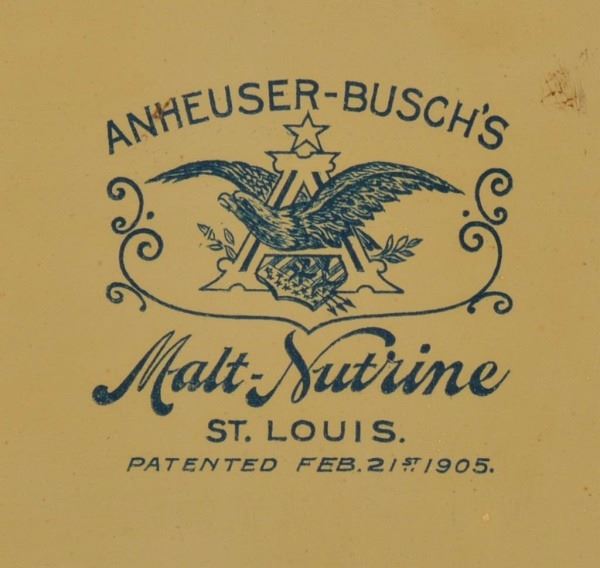 ANHEUSER-BUSCH'S
Malt-Nutrine
ST. LOUIS.
PATENTED FEB. 21ST. 1905.